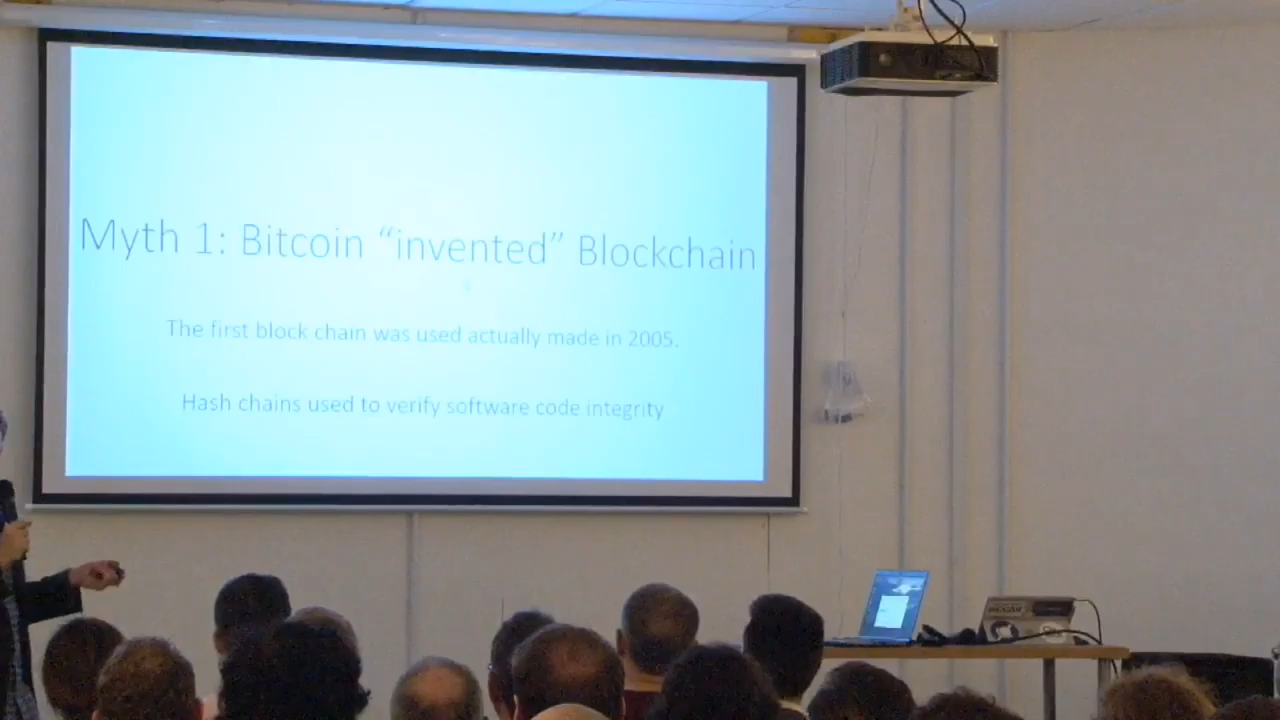 Myth 1: Bitcoin “invented” Blockchain
The first block chain was used actually made in 2005.
Hash chains used to verify software code integrity